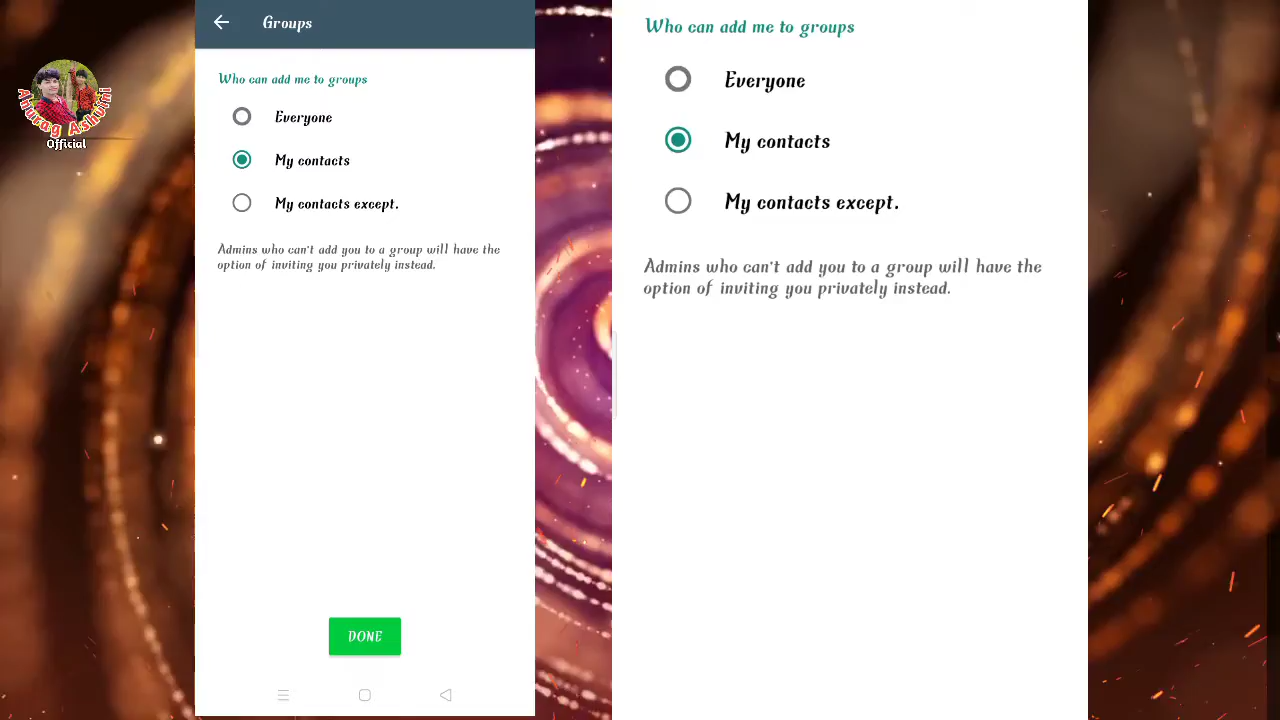 Groups
Who can add me to groups
Everyone
My contacts
My contacts except.
Admins who can't add you to a group will have the
option of inviting you privately instead.
DONE
Who can add me to groups
Everyone
My contacts
My contacts except.
Admins who can't add you to a group will have the
option of inviting you privately instead.
Anurag Ashwini
Official